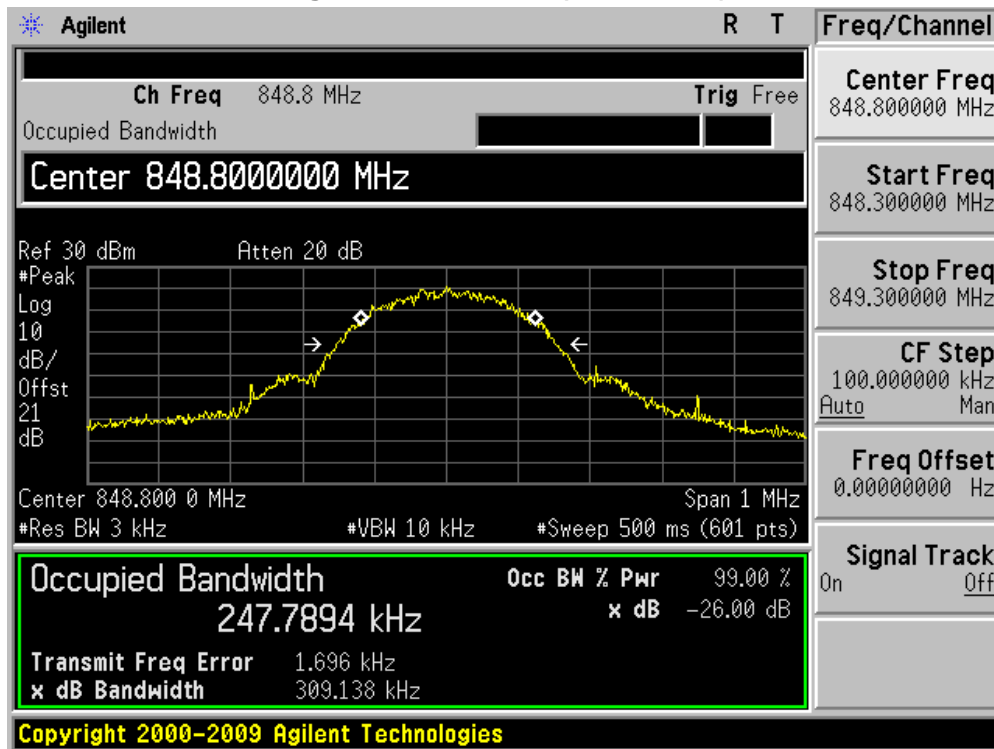 Agilent R T
Ch Freq 848.8 MHz Trig Free
Occupied Bandwidth
Center 848.8000000 MHz
Ref 30 dBm Atten 20 dB
#Peak
Log
10
dB/
Offst
21
dB
Center 848.800 0 MHz Span 1 MHz
#Res BW 3 kHz #VBW 10 kHz #Sweep 500 ms (601 pts)
Occupied Bandwidth Occ BW % Pwr 99.00 %
247.7894 kHz x dB -26.00 dB
Transmit Freq Error 1.696 kHz
x dB Bandwidth 309.138 kHz
Copyright 2000-2009 Agilent Technologies
Freq/Channel
Center Freq
848.800000 MHz
Start Freq
848.300000 MHz
Stop Freq
849.300000 MHz
CF Step
100.000000 kHz
Auto Man
Freq Offset
0.00000000 Hz
Signal Track
On Off